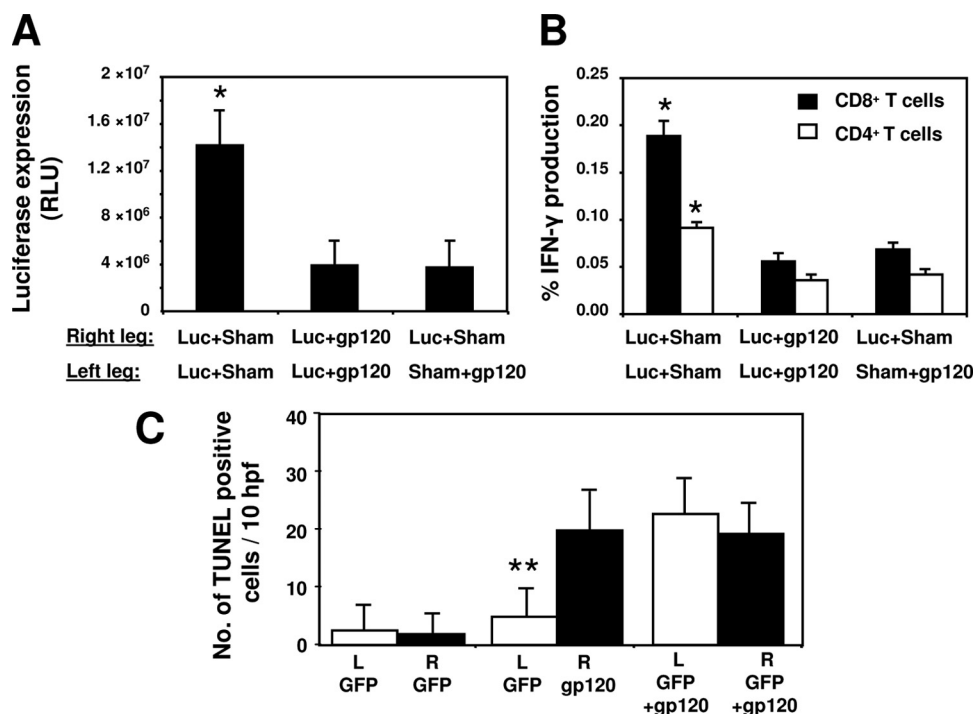 A
Luciferase expression
(RLU)
2 ×10⁷
1.6 ×10⁷
1.2 ×10⁷
8 ×10⁶
4 ×10⁶
0
*
Right leg: Luc+Sham Luc+gp120 Luc+Sham
Left leg: Luc+Sham Luc+gp120 Sham+gp120
B
% IFN-γ production
0.25
0.20
0.15
0.10
0.05
0.00
*
*
CD8⁺ T cells
CD4⁺ T cells
Luc+Sham Luc+gp120 Luc+Sham
Luc+Sham Luc+gp120 Sham+gp120
C
No. of TUNEL positive
cells / 10 hpf
40
30
20
10
0
**
L R L R L R
GFP GFP GFP gp120 GFP GFP
+gp120 +gp120